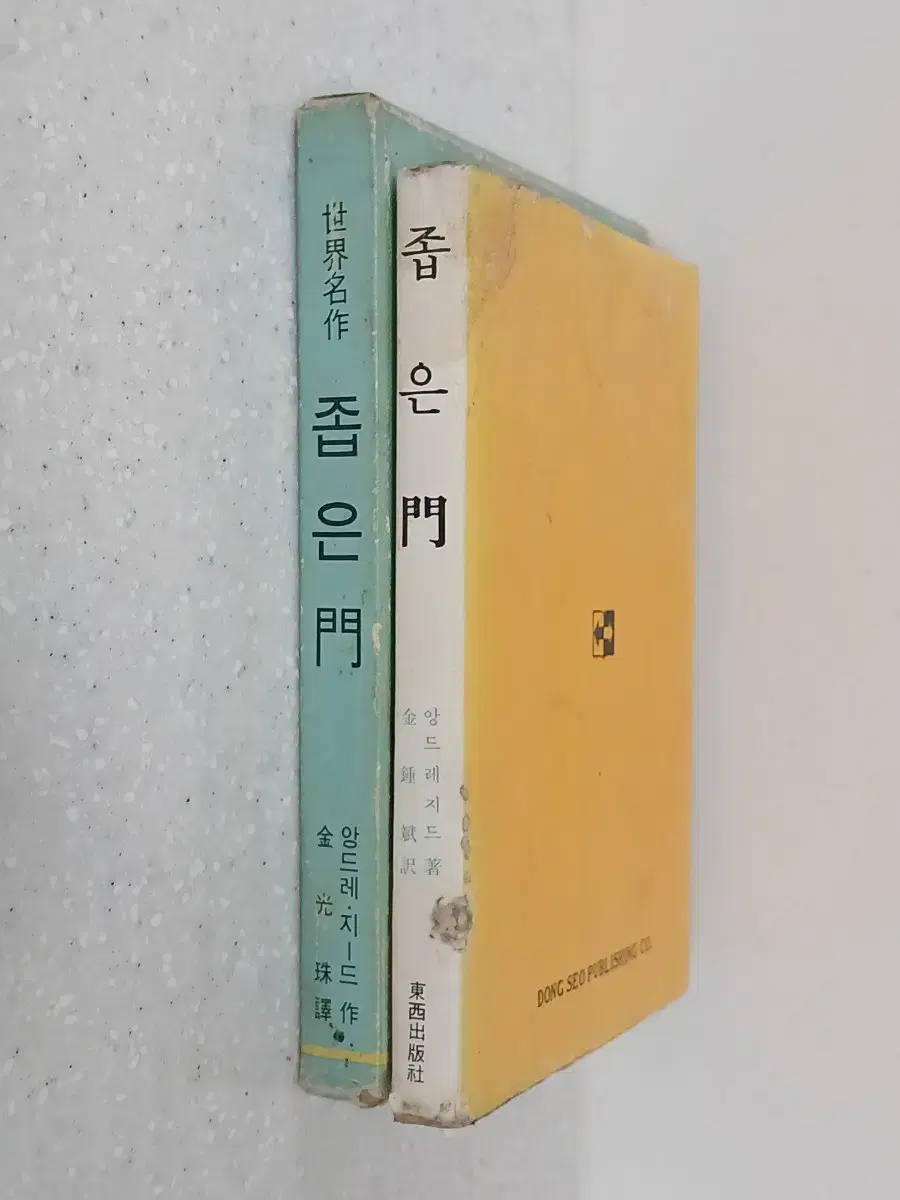 世界名作
좁은門
앙드레·지ー드 作
金光珠 譯
좁은門
앙드레지드 著
金鍾斌 訳
東西出版社
DONG SEO PUBLISHING CO.